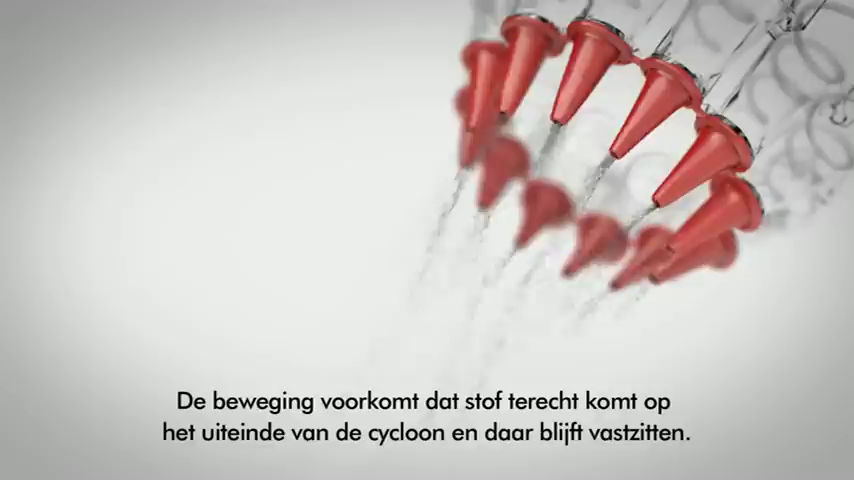 De beweging voorkomt dat stof terecht komt op
het uiteinde van de cycloon en daar blijft vastzitten.